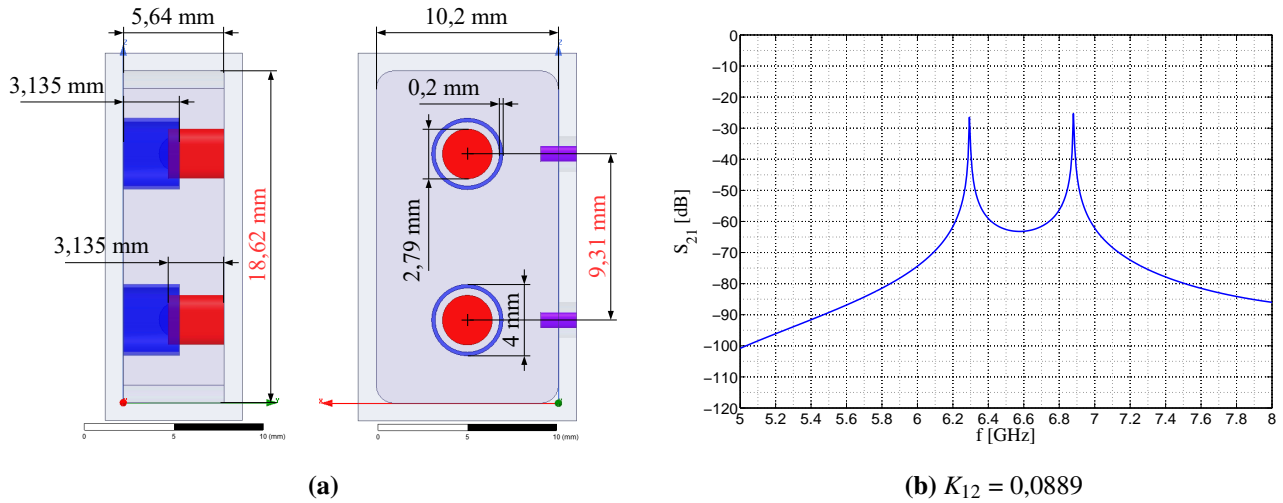 5,64 mm
10,2 mm
z
z
3,135 mm
0,2 mm
2,79 mm
18,62 mm
9,31 mm
3,135 mm
4 mm
Y
x
0 5 10 (mm)
0 5 10 (mm)
(a)
0
−10
−20
−30
−40
−50
−60
−70
−80
−90
−100
−110
−120
S21 [dB]
5 5.2 5.4 5.6 5.8 6 6.2 6.4 6.6 6.8 7 7.2 7.4 7.6 7.8 8
f [GHz]
(b) K12 = 0,0889